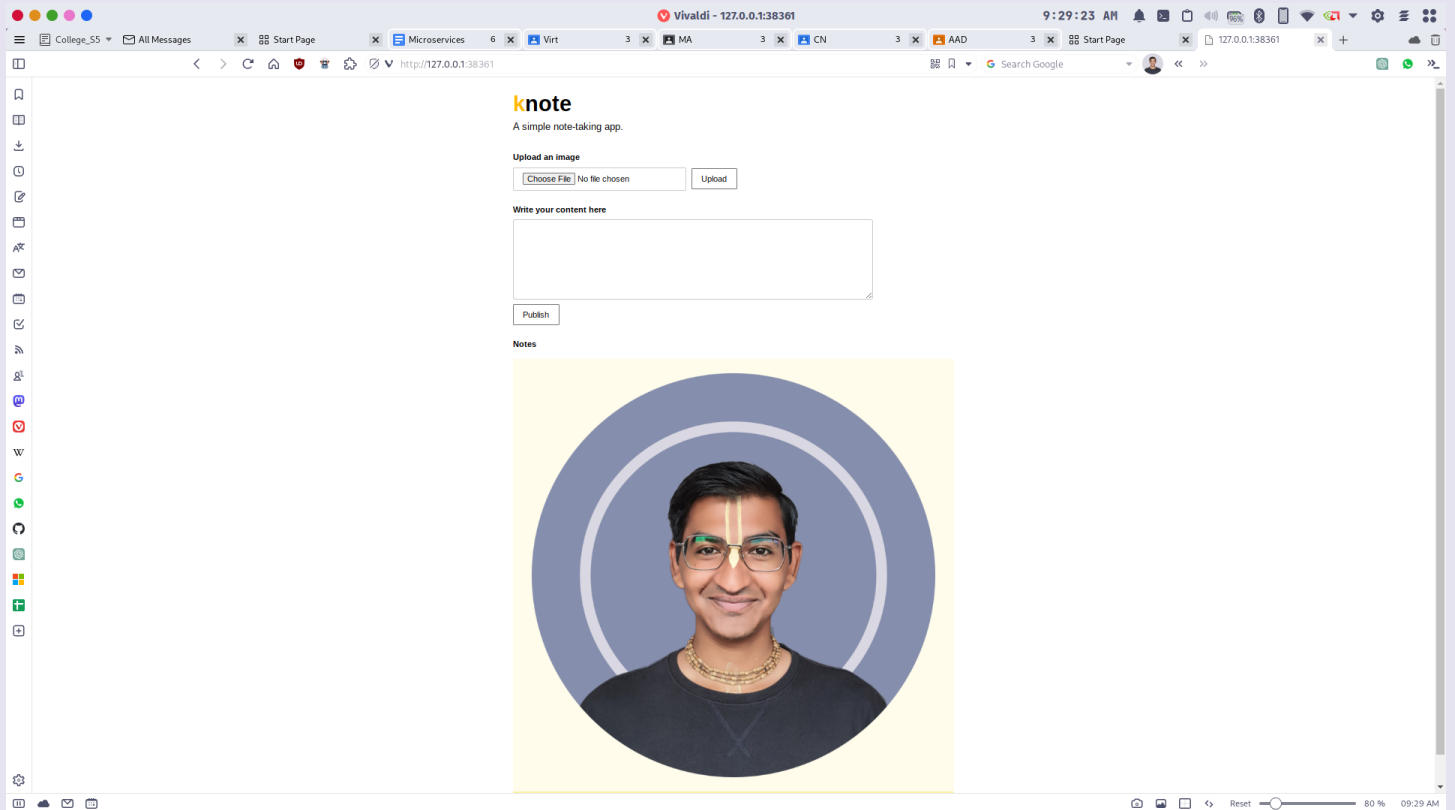 Vivaldi - 127.0.0.1:38361
9:29:23 AM
96%
College_S5
All Messages
Start Page
Microservices 6
Virt 3
MA 3
CN 3
AAD 3
Start Page
127.0.0.1:38361
http://127.0.0.1:38361
Search Google
knote
A simple note-taking app.
Upload an image
Choose File No file chosen
Upload
Write your content here
Publish
Notes
Reset
80 %
09:29 AM